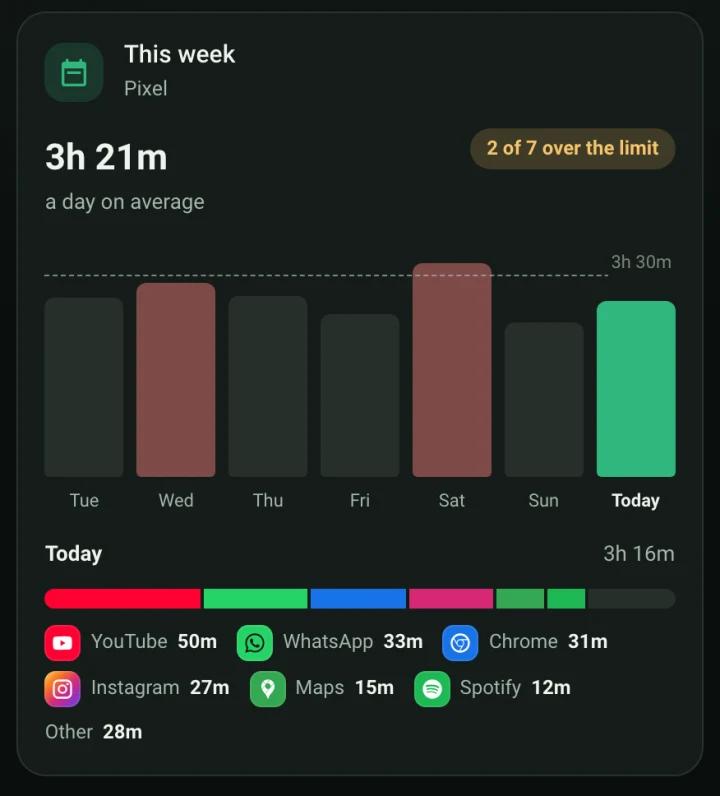 This week
Pixel
3h 21m
2 of 7 over the limit
a day on average
3h 30m
Tue Wed Thu Fri Sat Sun Today
Today 3h 16m
YouTube 50m WhatsApp 33m Chrome 31m
Instagram 27m Maps 15m Spotify 12m
Other 28m